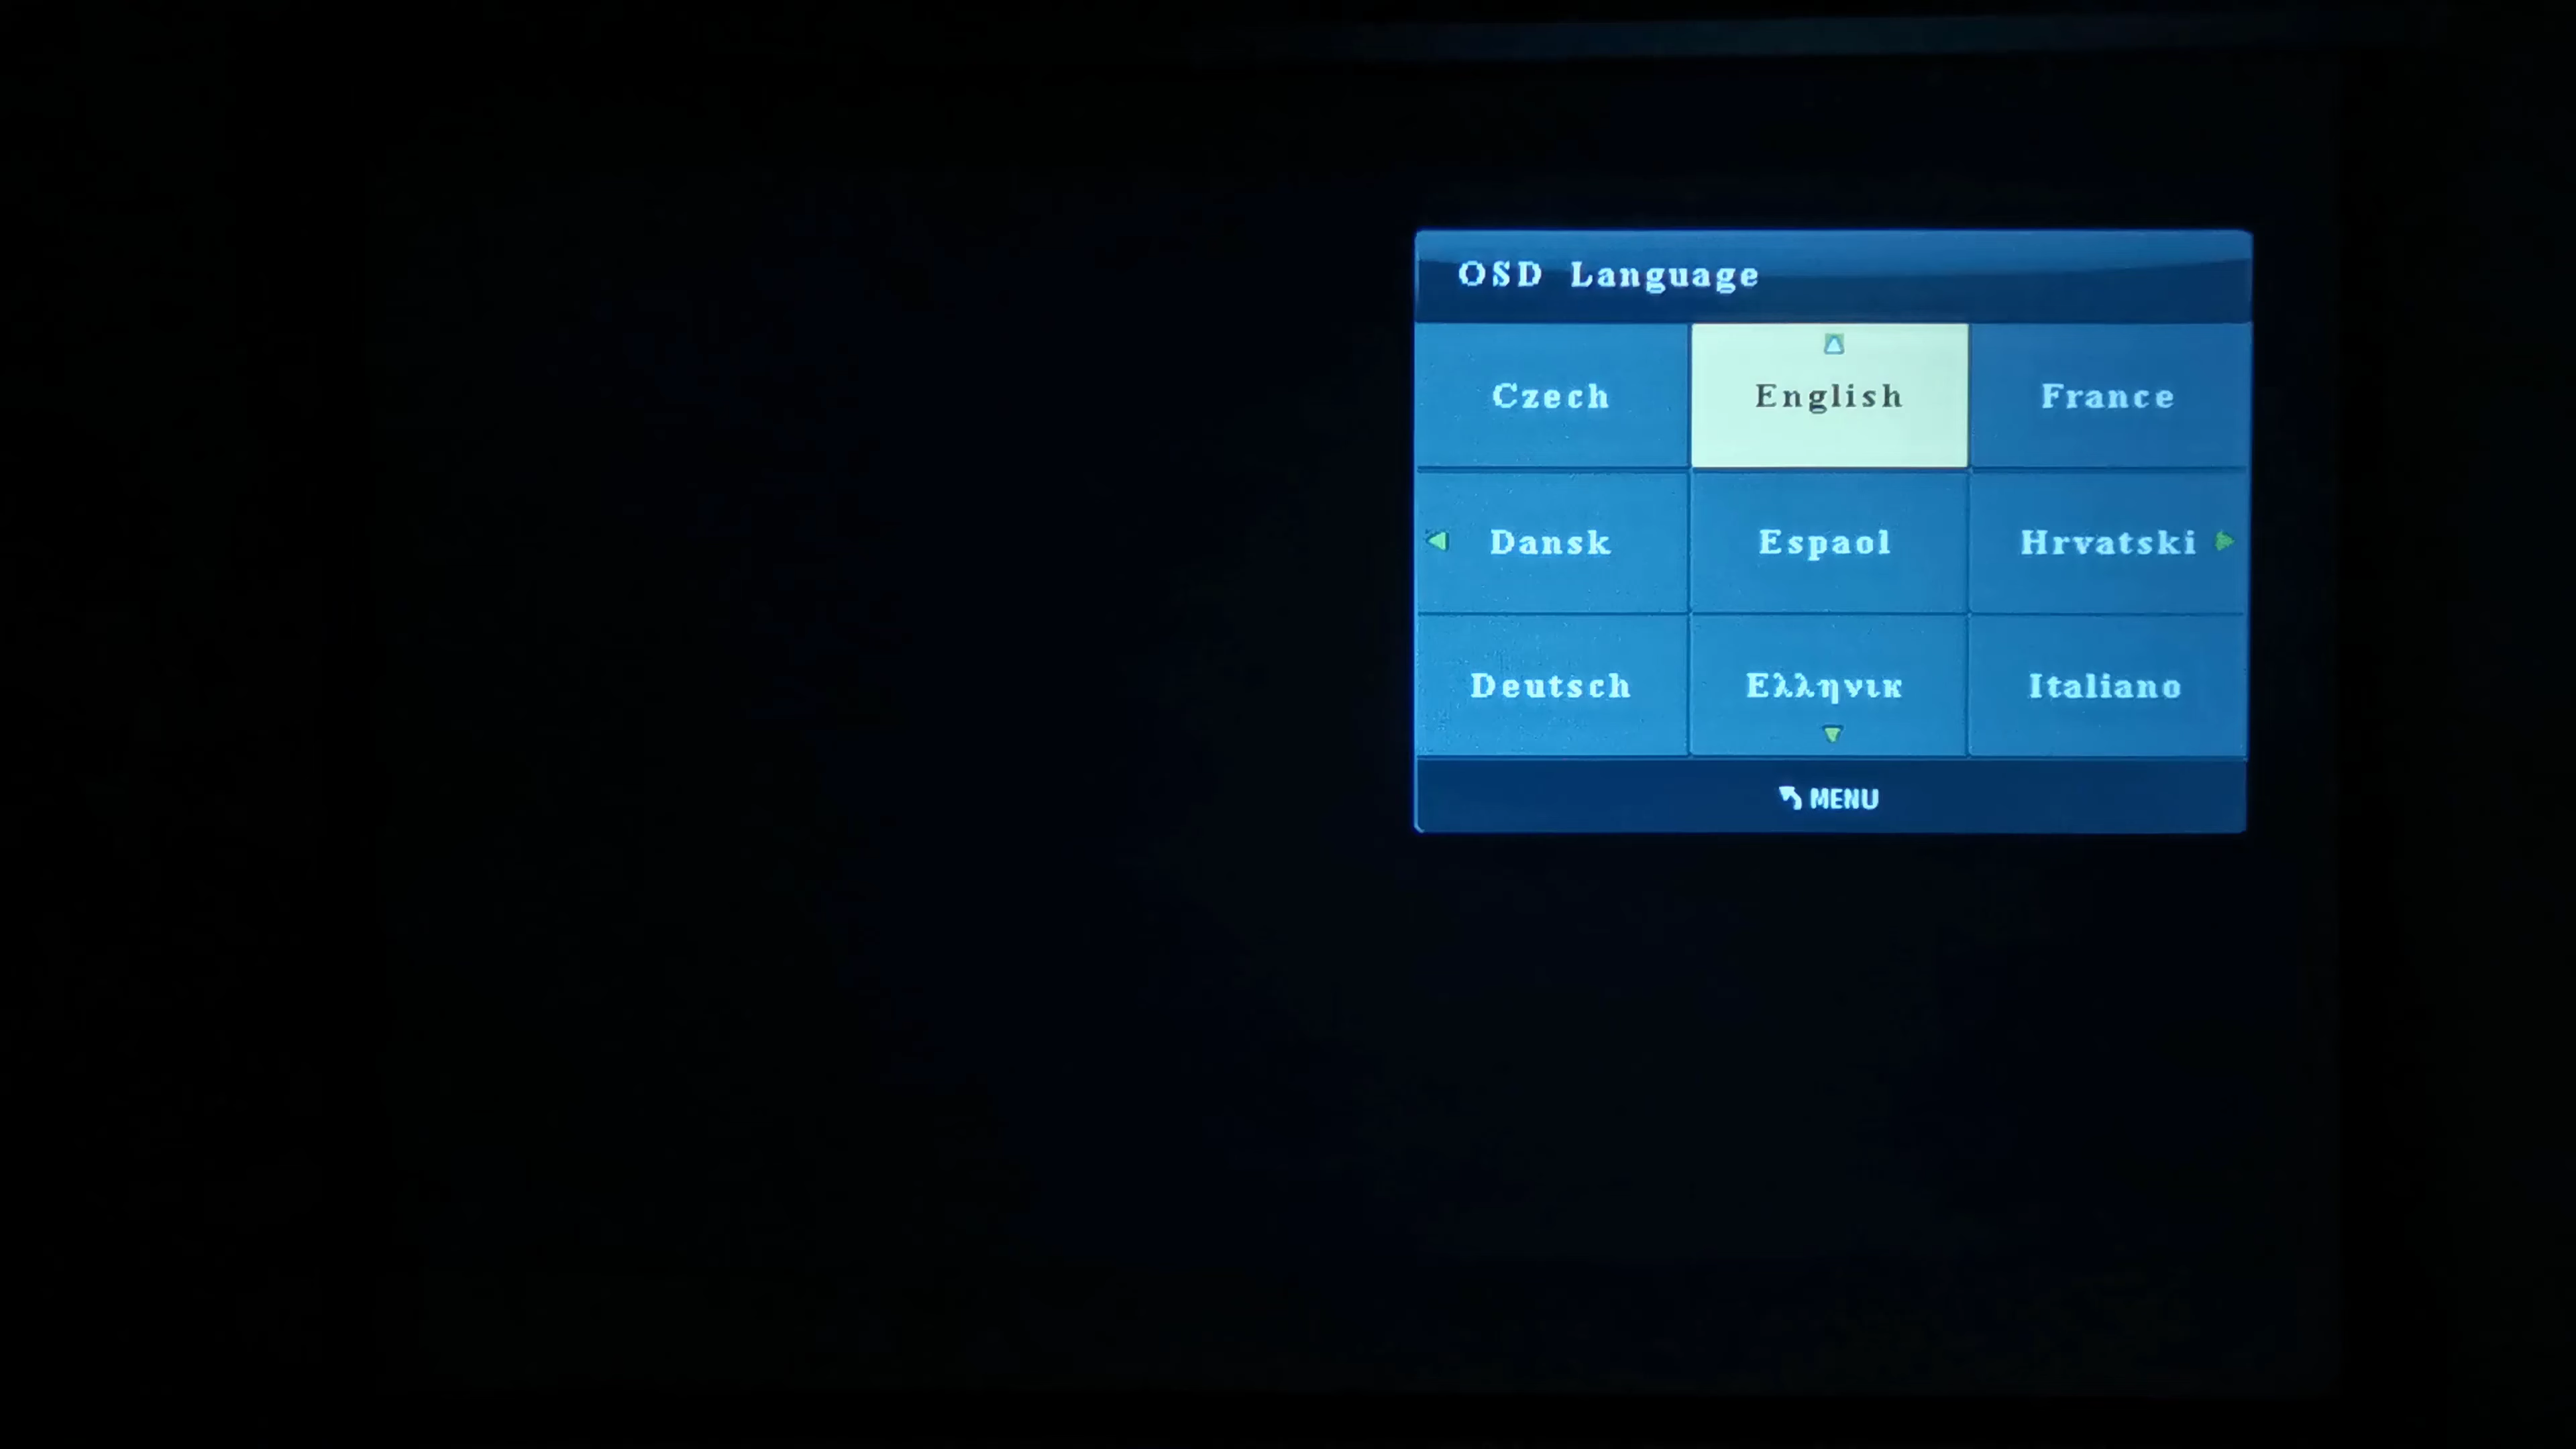 OSD Language
Czech English France
Dansk Espaol Hrvatski
Deutsch Ελληνικ Italiano
MENU